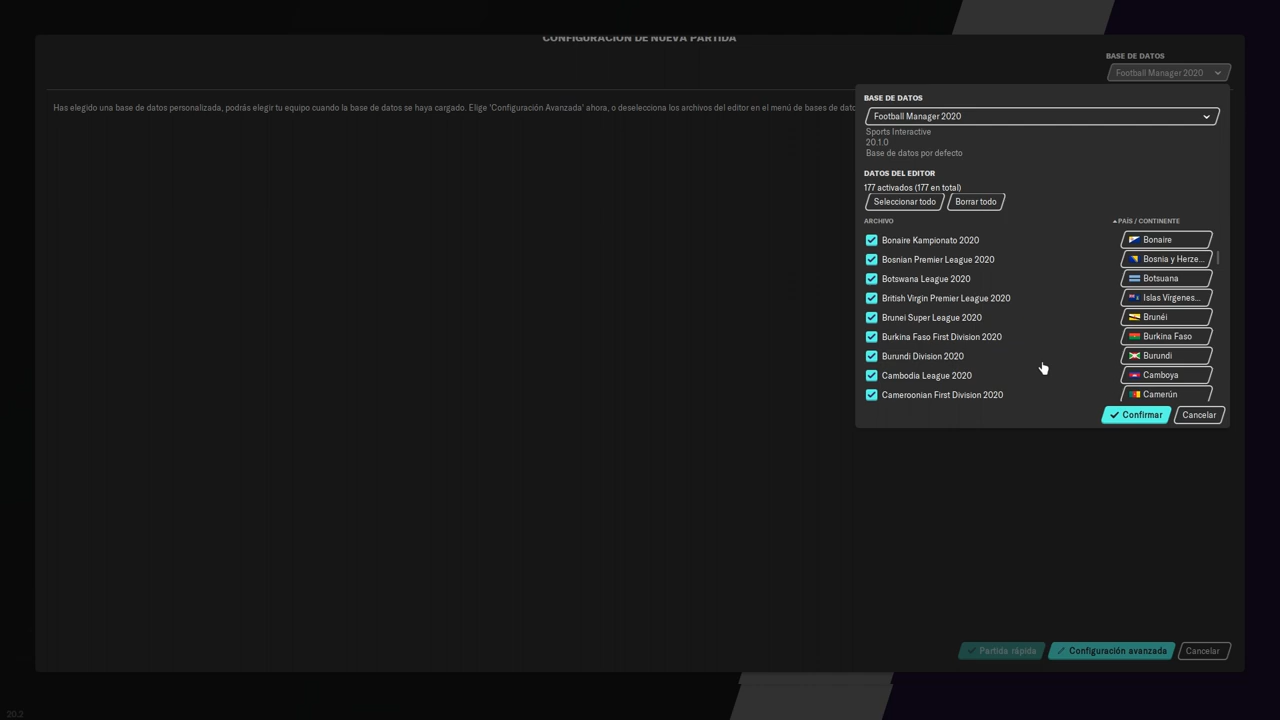 CONFIGURACIÓN DE NUEVA PARTIDA
BASE DE DATOS
Football Manager 2020
Has elegido una base de datos personalizada, podrás elegir tu equipo cuando la base de datos se haya cargado. Elige 'Configuración Avanzada' ahora, o deselecciona los archivos del editor en el menú de bases de dato
BASE DE DATOS
Football Manager 2020
Sports Interactive
20.1.0
Base de datos por defecto
DATOS DEL EDITOR
177 activados (177 en total)
Seleccionar todo Borrar todo
ARCHIVO PAÍS / CONTINENTE
Bonaire Kampionato 2020 Bonaire
Bosnian Premier League 2020 Bosnia y Herze...
Botswana League 2020 Botsuana
British Virgin Premier League 2020 Islas Vírgenes...
Brunei Super League 2020 Brunéi
Burkina Faso First Division 2020 Burkina Faso
Burundi Division 2020 Burundi
Cambodia League 2020 Camboya
Cameroonian First Division 2020 Camerún
Confirmar Cancelar
Partida rápida Configuración avanzada Cancelar
20.2